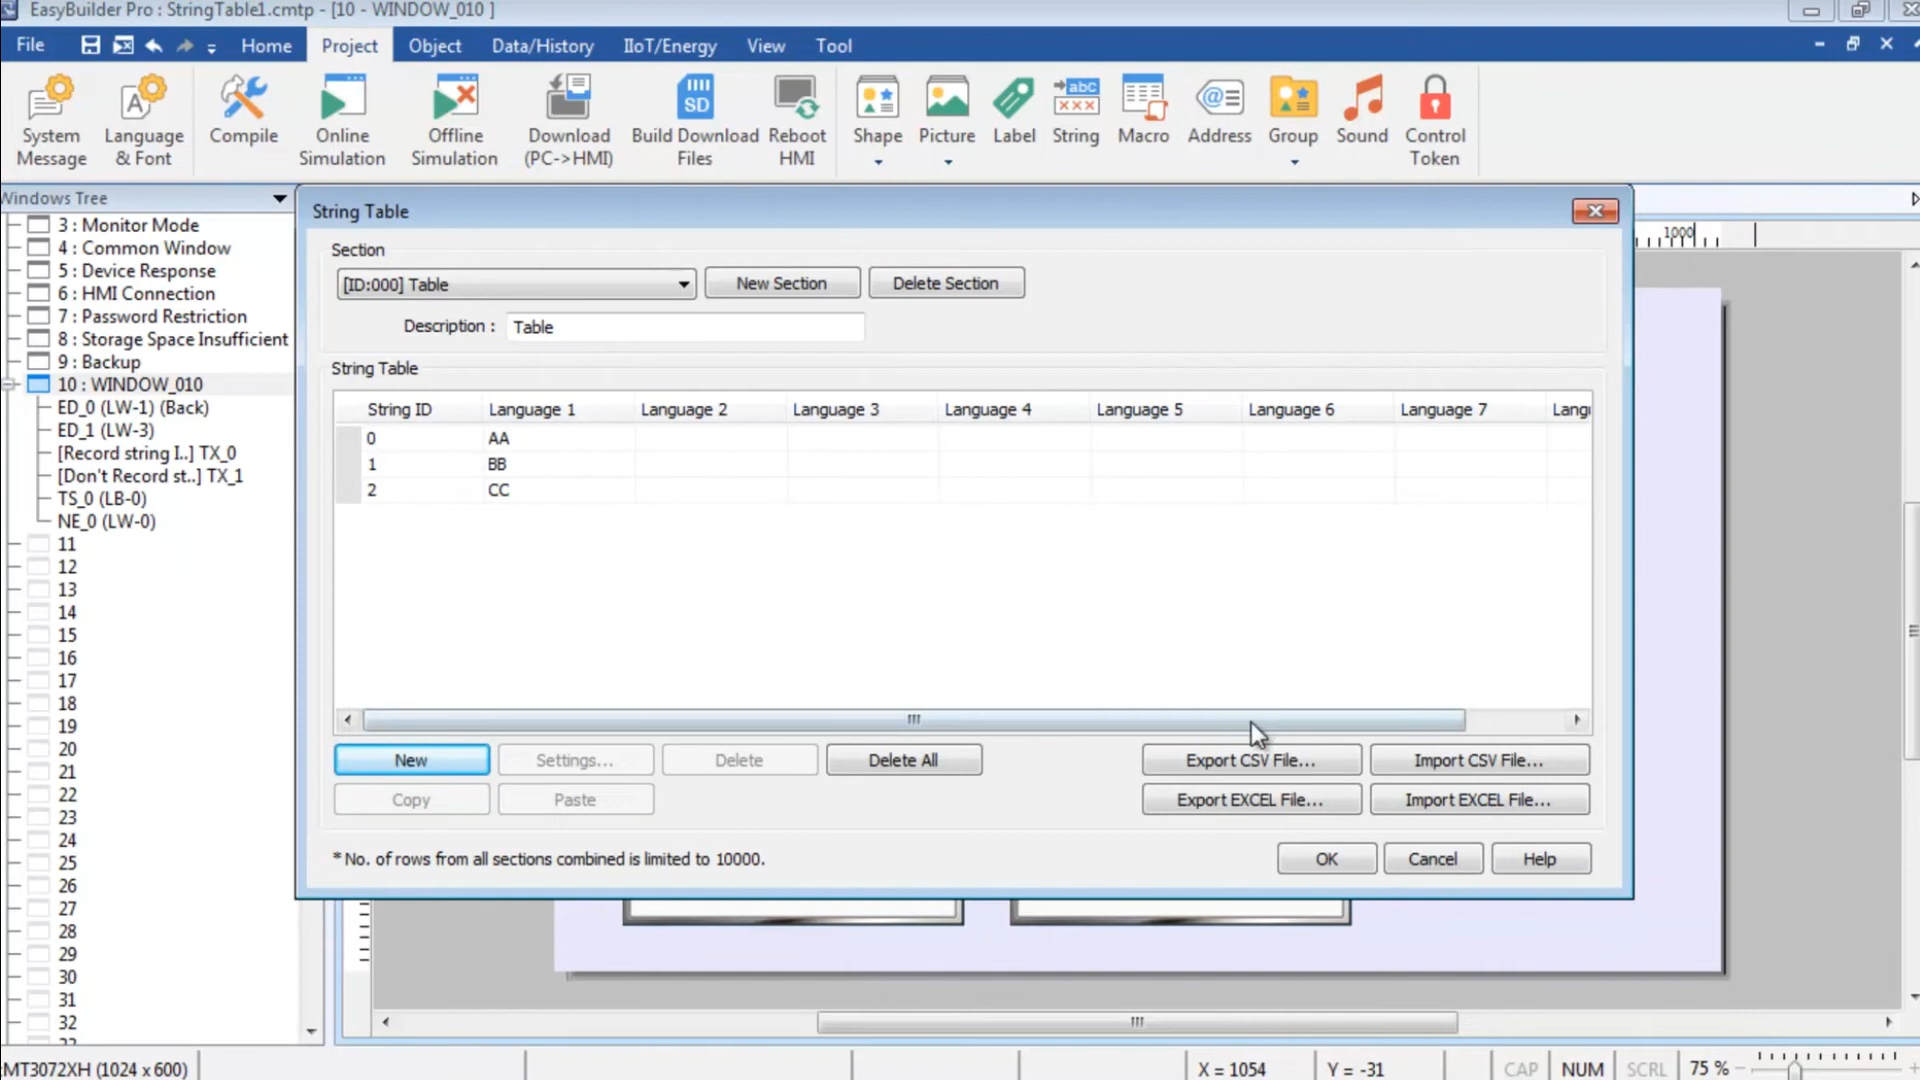 EasyBuilder Pro : StringTable1.cmtp - [10 - WINDOW_010 ]
File Home Project Object Data/History IIoT/Energy View Tool
System Message
Language & Font
Compile
Online Simulation
Offline Simulation
Download (PC->HMI)
SD
Build Download Files
Reboot HMI
Shape
Picture
Label
abc
xxx
String
Macro
Address
Group
Sound
Control Token
Windows Tree
3 : Monitor Mode
4 : Common Window
5 : Device Response
6 : HMI Connection
7 : Password Restriction
8 : Storage Space Insufficient
9 : Backup
10 : WINDOW_010
ED_0 (LW-1) (Back)
ED_1 (LW-3)
[Record string I..] TX_0
[Don't Record st..] TX_1
TS_0 (LB-0)
NE_0 (LW-0)
11
12
13
14
15
16
17
18
19
20
21
22
23
24
25
26
27
28
29
30
31
32
1000
String Table
Section
[ID:000] Table New Section Delete Section
Description : Table
String Table
String ID Language 1 Language 2 Language 3 Language 4 Language 5 Language 6 Language 7 Langu
0 AA
1 BB
2 CC
New Settings... Delete Delete All Export CSV File... Import CSV File...
Copy Paste Export EXCEL File... Import EXCEL File...
* No. of rows from all sections combined is limited to 10000.
OK Cancel Help
MT3072XH (1024 x 600) X = 1054 Y = -31 CAP NUM SCRL 75 %